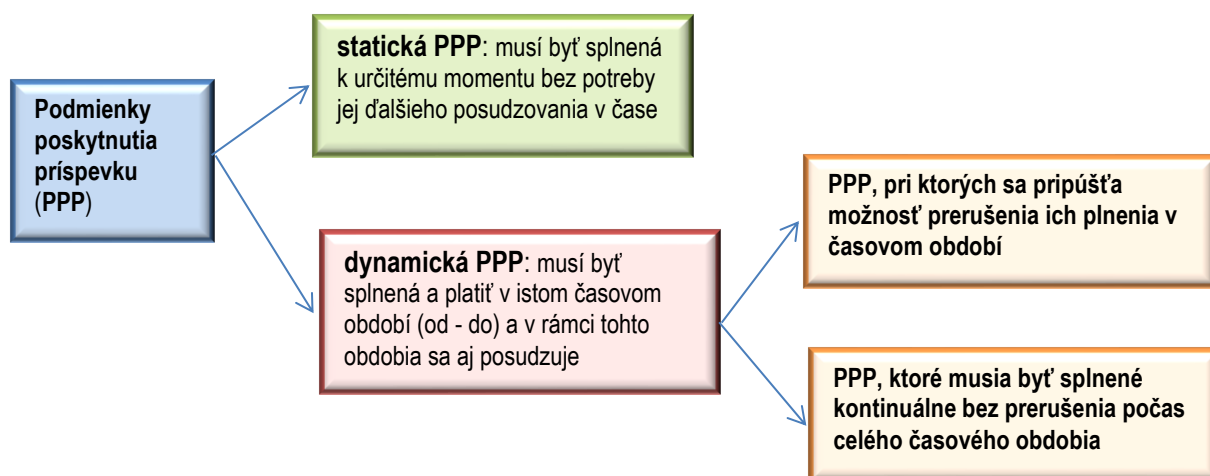 Podmienky
poskytnutia
príspevku
(PPP)
statická PPP: musí byť splnená
k určitému momentu bez potreby
jej ďalšieho posudzovania v čase
dynamická PPP: musí byť
splnená a platiť v istom časovom
období (od - do) a v rámci tohto
obdobia sa aj posudzuje
PPP, pri ktorých sa pripúšťa
možnosť prerušenia ich plnenia v
časovom období
PPP, ktoré musia byť splnené
kontinuálne bez prerušenia počas
celého časového obdobia